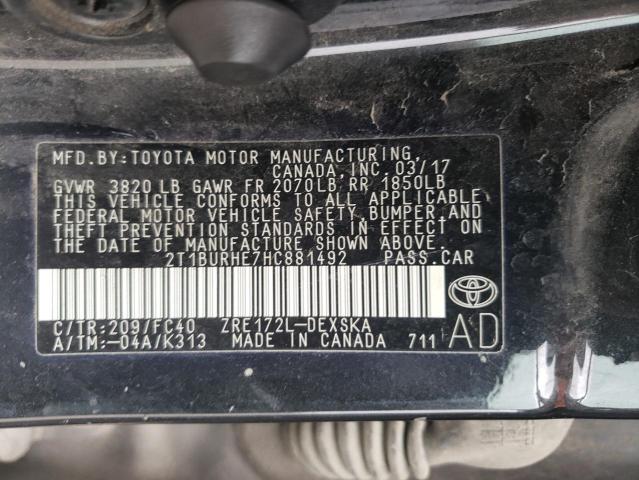 MFD.BY:TOYOTA MOTOR MANUFACTURING,
CANADA, INC. 03/17
GVWR 3820 LB GAWR FR 2070LB RR 1850LB
THIS VEHICLE CONFORMS TO ALL APPLICABLE
FEDERAL MOTOR VEHICLE SAFETY, BUMPER, AND
THEFT PREVENTION STANDARDS IN EFFECT ON
THE DATE OF MANUFACTURE SHOWN ABOVE.
2T1BURHE7HC881492 PASS.CAR
C/TR:209/FC40 ZRE172L-DEXSKA
A/TM:-04A/K313 MADE IN CANADA 711
AD